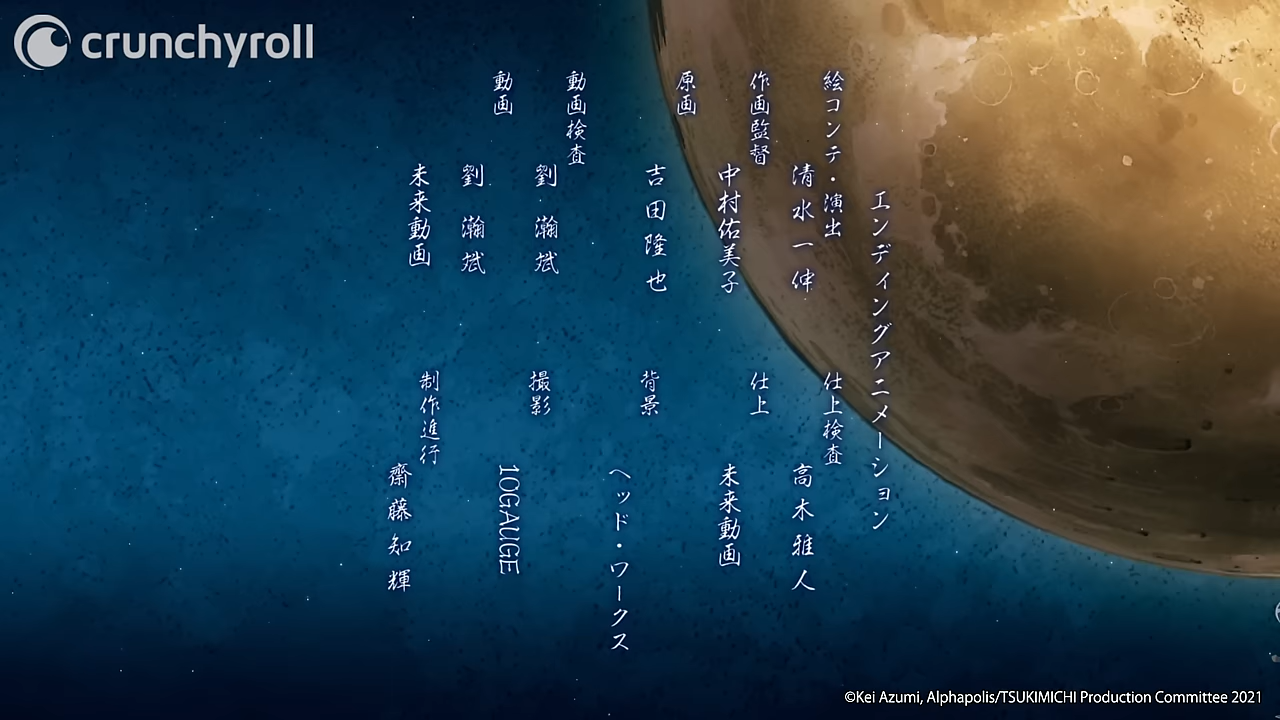 crunchyroll
エンディングアニメーション
絵コンテ・演出
清水一伸
作画監督
中村佑美子
原画
吉田隆也
動画検査
劉瀚斌
動画
劉瀚斌
未来動画
仕上検査
高木雅人
仕上
未来動画
背景
ヘッド・ワークス
撮影
10GAUGE
制作進行
齋藤知輝
©Kei Azumi, Alphapolis/TSUKIMICHI Production Committee 2021